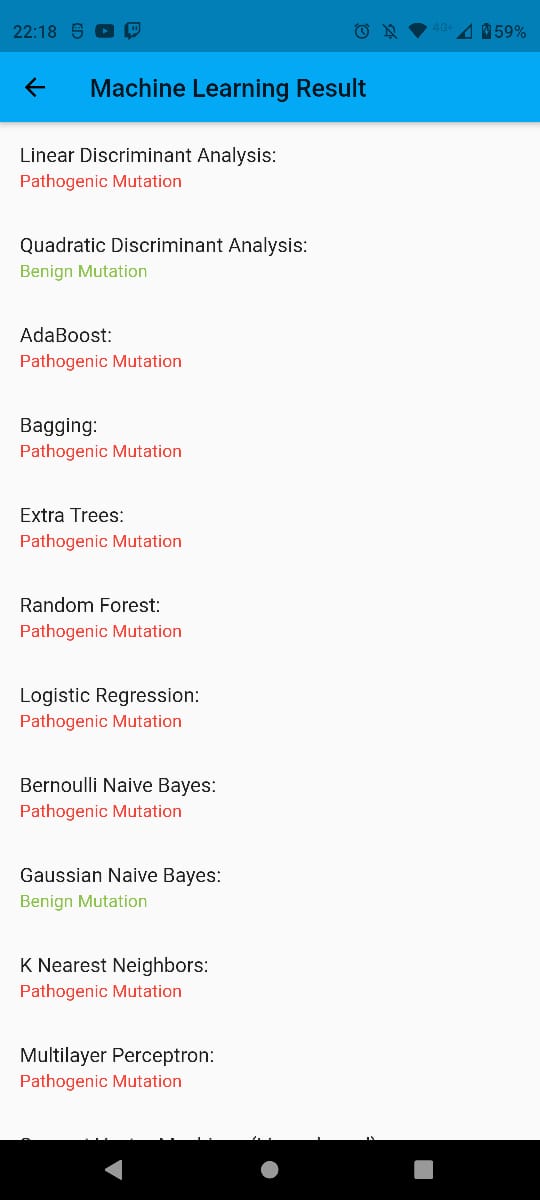 22:18 4G+ 59%
Machine Learning Result
Linear Discriminant Analysis:
Pathogenic Mutation
Quadratic Discriminant Analysis:
Benign Mutation
AdaBoost:
Pathogenic Mutation
Bagging:
Pathogenic Mutation
Extra Trees:
Pathogenic Mutation
Random Forest:
Pathogenic Mutation
Logistic Regression:
Pathogenic Mutation
Bernoulli Naive Bayes:
Pathogenic Mutation
Gaussian Naive Bayes:
Benign Mutation
K Nearest Neighbors:
Pathogenic Mutation
Multilayer Perceptron:
Pathogenic Mutation